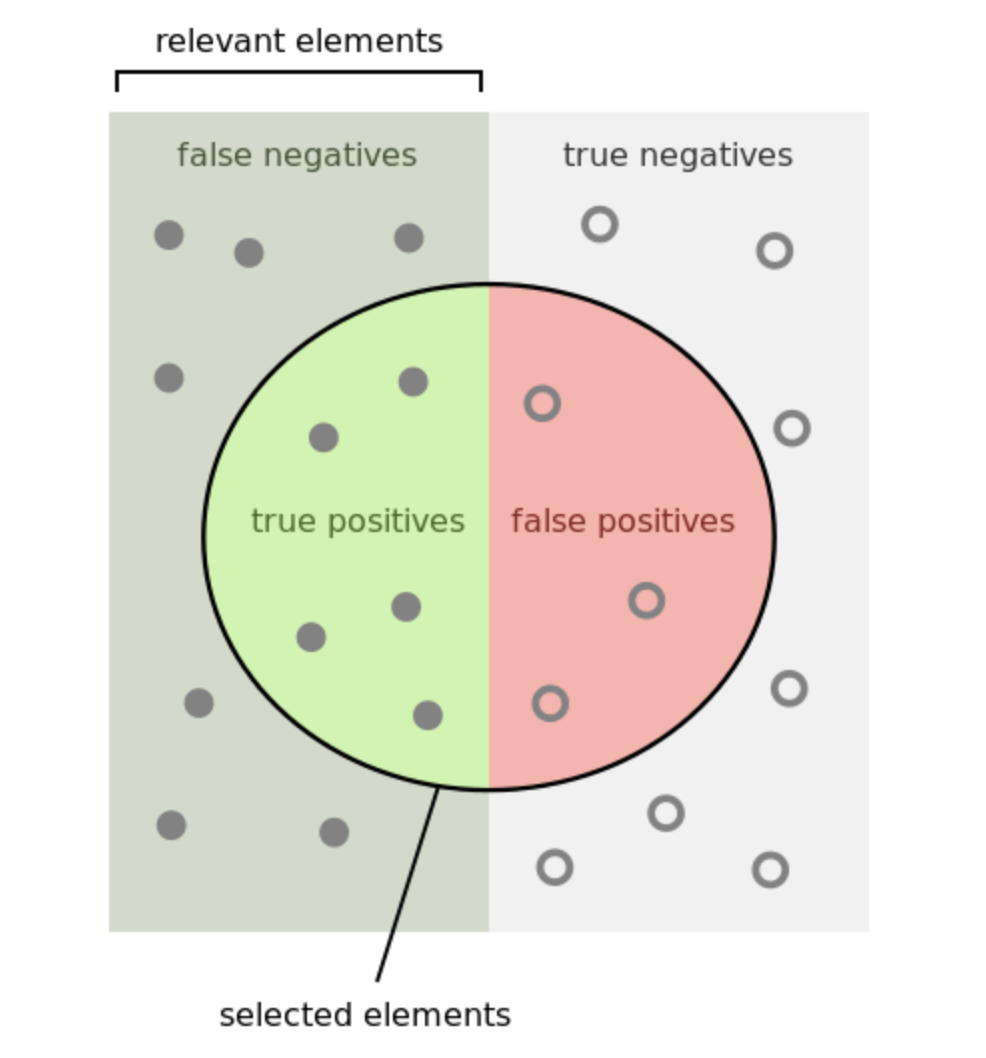 relevant elements
false negatives
true negatives
true positives
false positives
selected elements